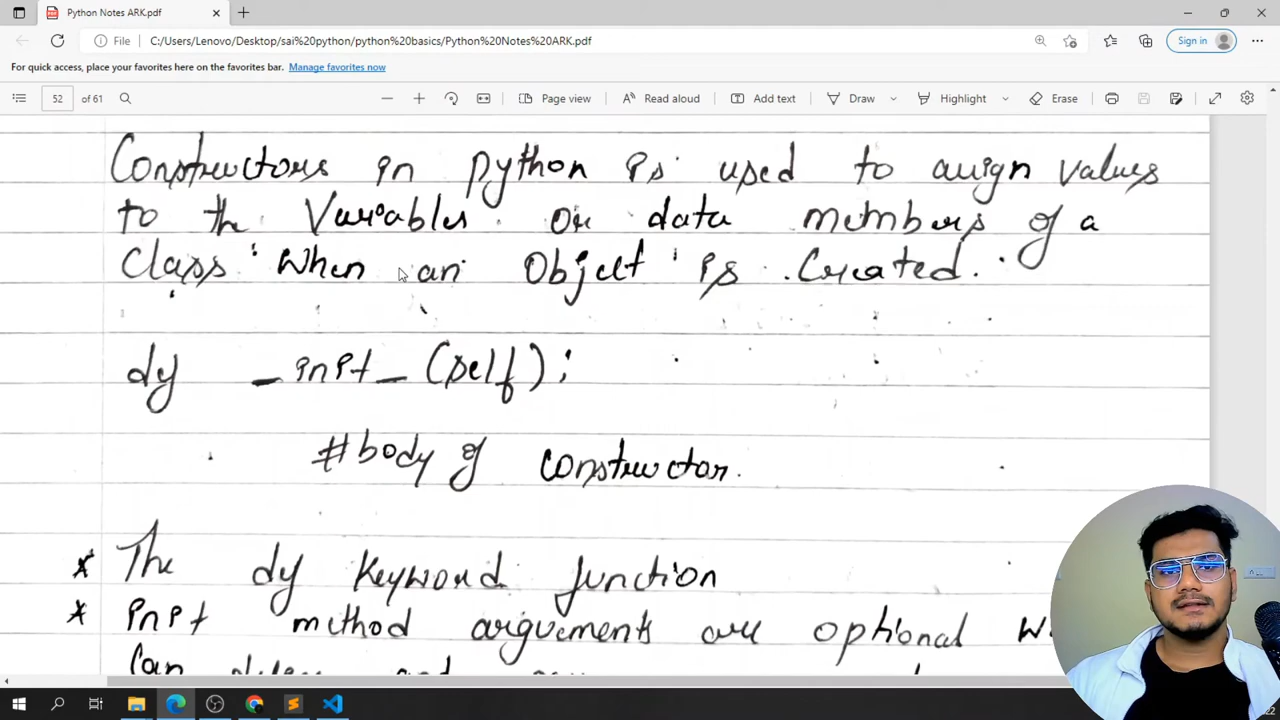 Python Notes ARK.pdf
File C:/Users/Lenovo/Desktop/sai%20python/python%20basics/Python%20Notes%20ARK.pdf Sign in
For quick access, place your favorites here on the favorites bar. Manage favorites now
52 of 61 Page view Read aloud Add text Draw Highlight Erase
Constructors in python is used to assign values
to the Variables or data members of a
Class when an Object is Created.
def _init_(self):
#body of constructor.
* The def keyword function
* init method arguements are optional
Can and